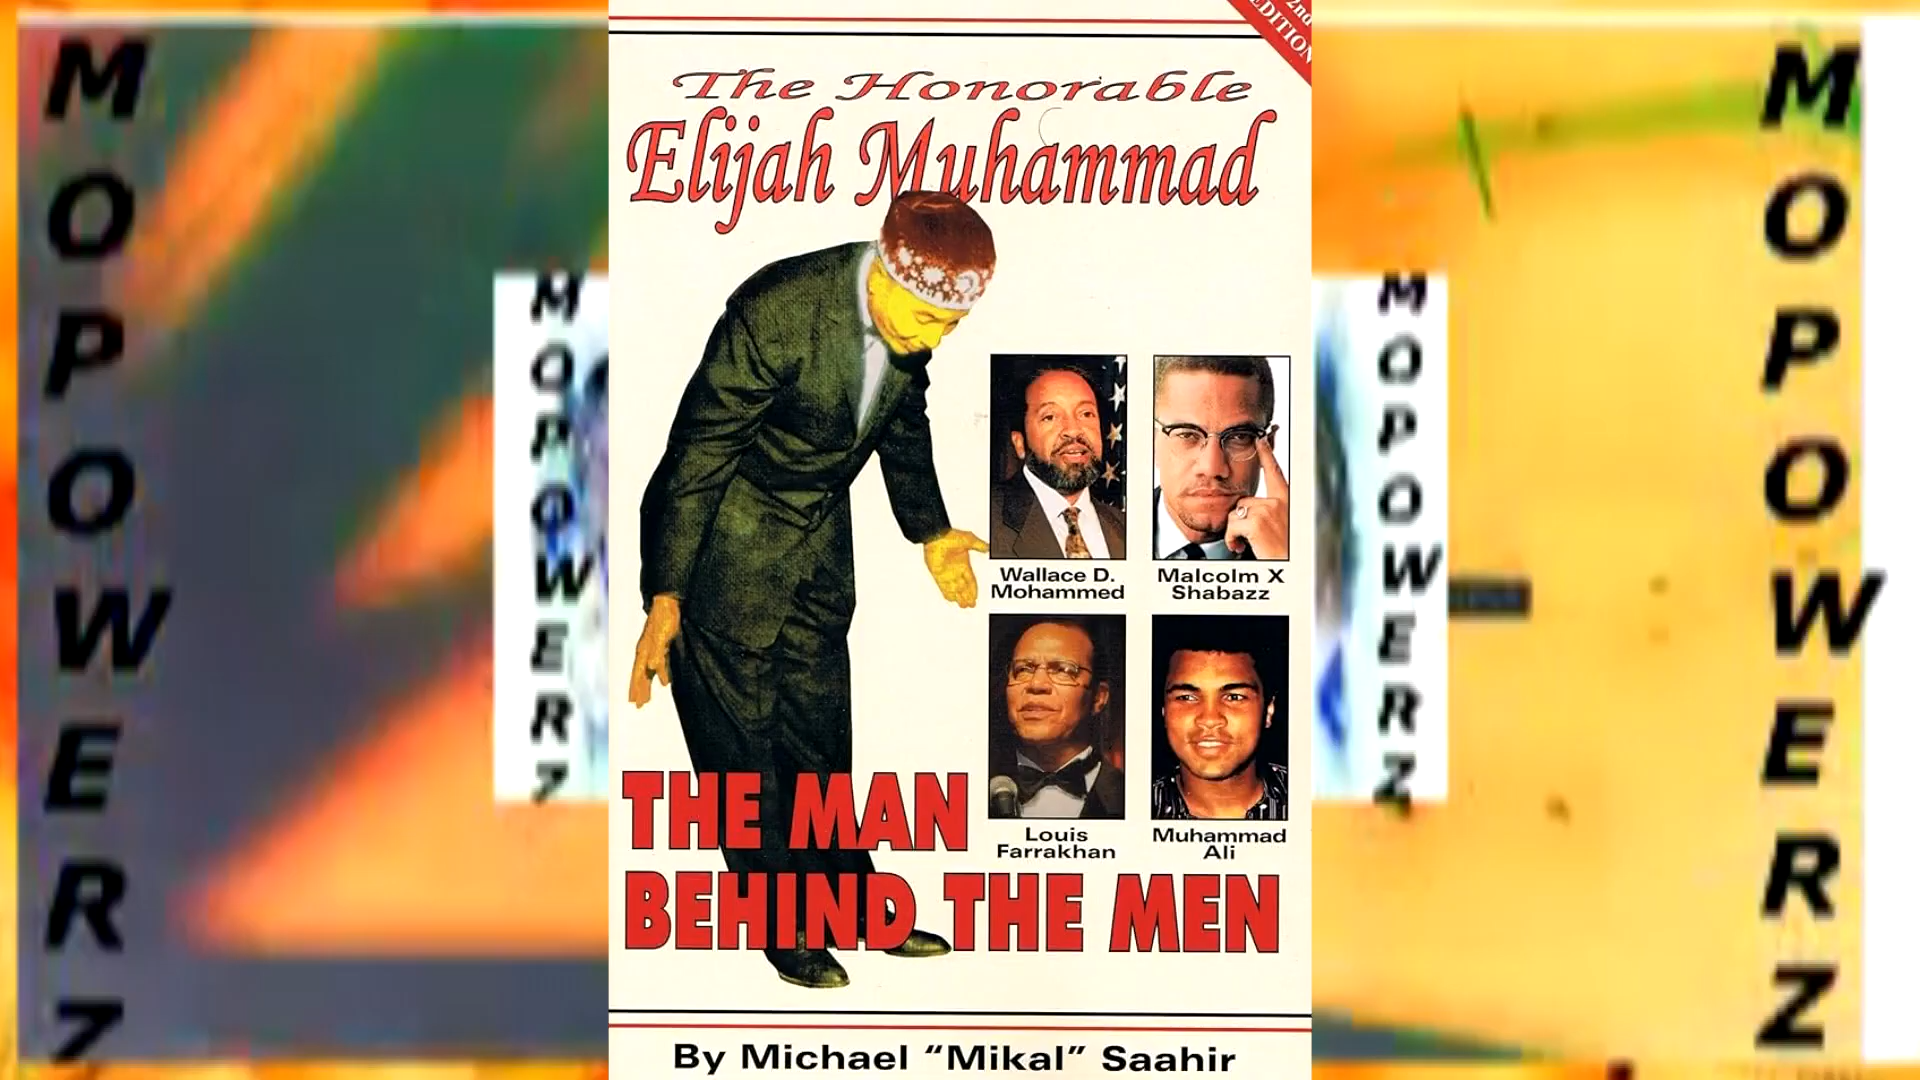 MOPOWERZ
MOPOWERZ
2nd
EDITION
The Honorable
Elijah Muhammad
Wallace D.
Mohammed
Malcolm X
Shabazz
Louis
Farrakhan
Muhammad
Ali
THE MAN
BEHIND THE MEN
By Michael “Mikal” Saahir
MOPOWERZ
MOPOWERZ